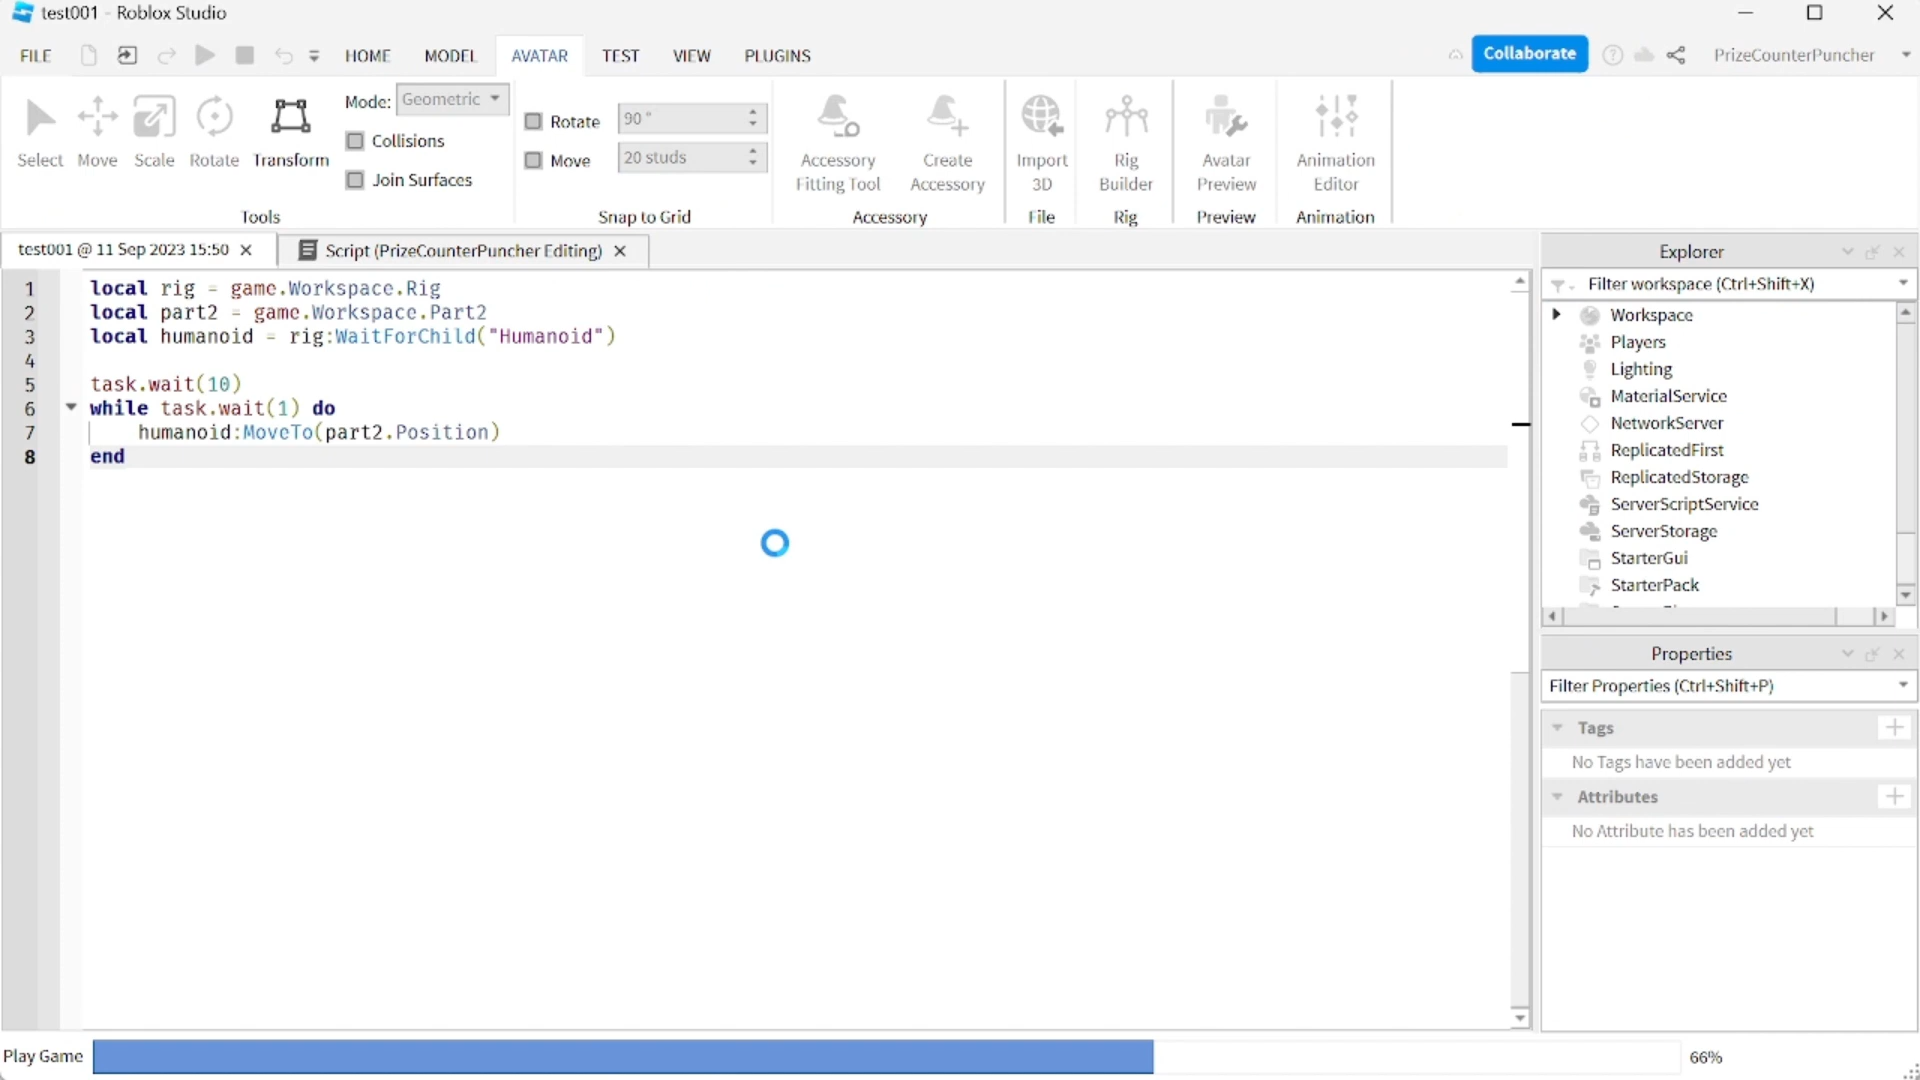 test001 - Roblox Studio
FILE HOME MODEL AVATAR TEST VIEW PLUGINS Collaborate PrizeCounterPuncher
Select Move Scale Rotate Transform
Mode: Geometric
Collisions
Join Surfaces
Tools
Rotate 90 °
Move 20 studs
Snap to Grid
Accessory Fitting Tool
Create Accessory
Accessory
Import 3D
File
Rig Builder
Rig
Avatar Preview
Preview
Animation Editor
Animation
test001 @ 11 Sep 2023 15:50 Script (PrizeCounterPuncher Editing)
1 local rig = game.Workspace.Rig
2 local part2 = game.Workspace.Part2
3 local humanoid = rig:WaitForChild("Humanoid")
4
5 task.wait(10)
6 while task.wait(1) do
7 humanoid:MoveTo(part2.Position)
8 end
Explorer
Filter workspace (Ctrl+Shift+X)
Workspace
Players
Lighting
MaterialService
NetworkServer
ReplicatedFirst
ReplicatedStorage
ServerScriptService
ServerStorage
StarterGui
StarterPack
Properties
Filter Properties (Ctrl+Shift+P)
Tags
No Tags have been added yet
Attributes
No Attribute has been added yet
Play Game 66%